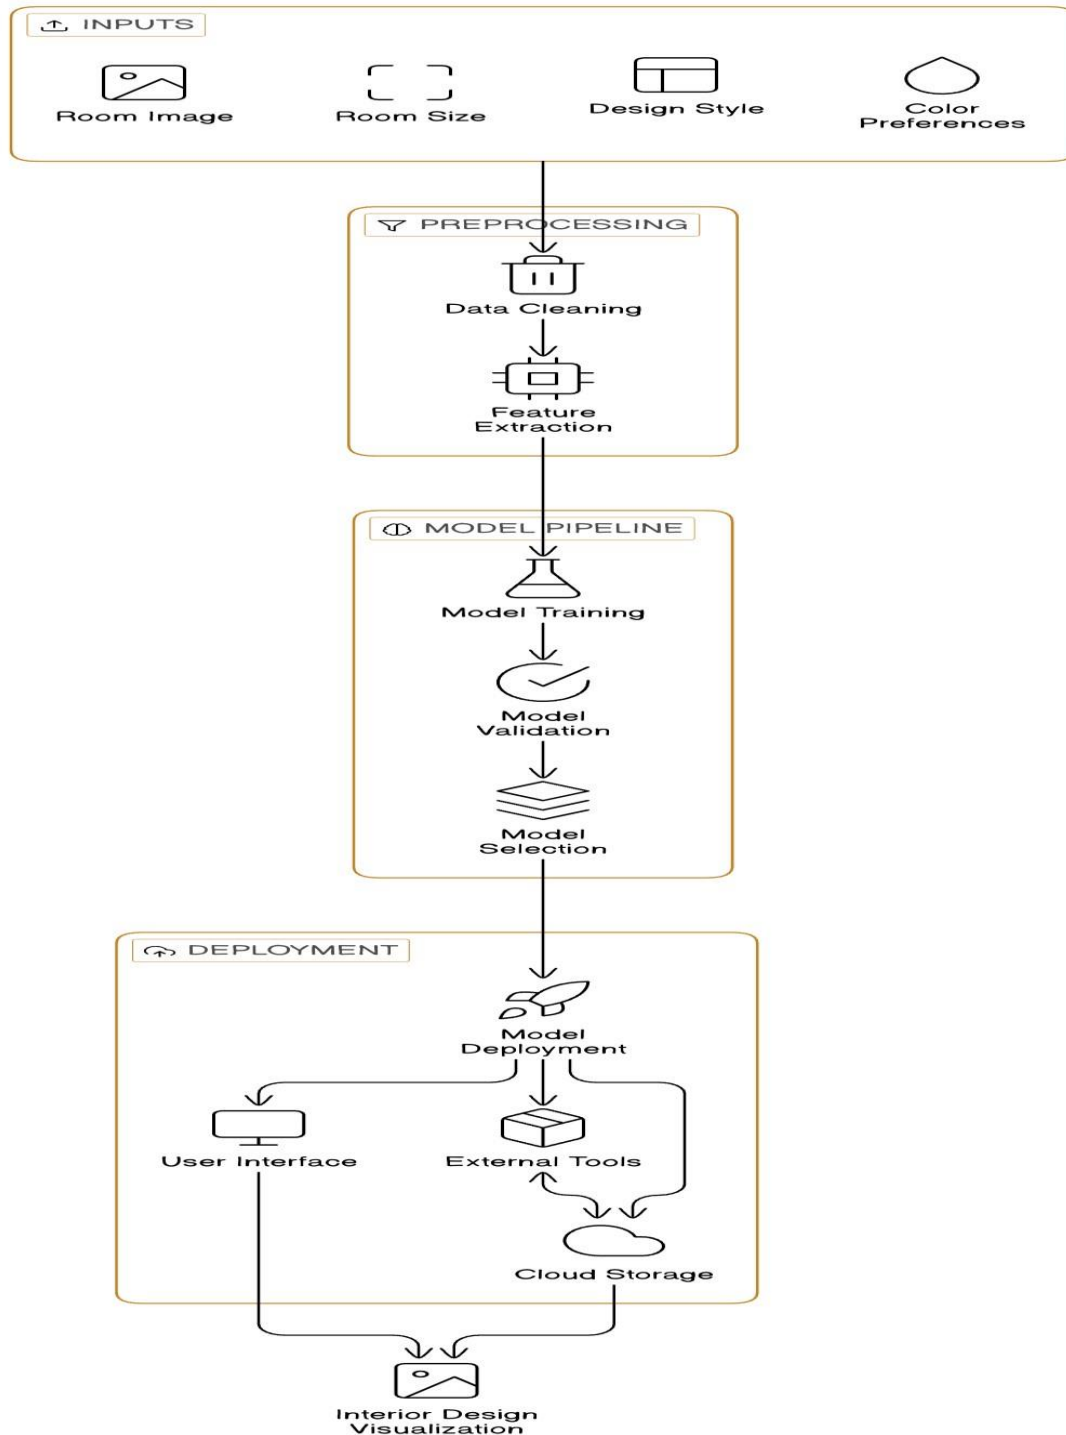 INPUTS
Room Image
Room Size
Design Style
Color
Preferences
PREPROCESSING
Data Cleaning
Feature
Extraction
MODEL PIPELINE
Model Training
Model
Validation
Model
Selection
DEPLOYMENT
Model
Deployment
User Interface
External Tools
Cloud Storage
Interior Design
Visualization